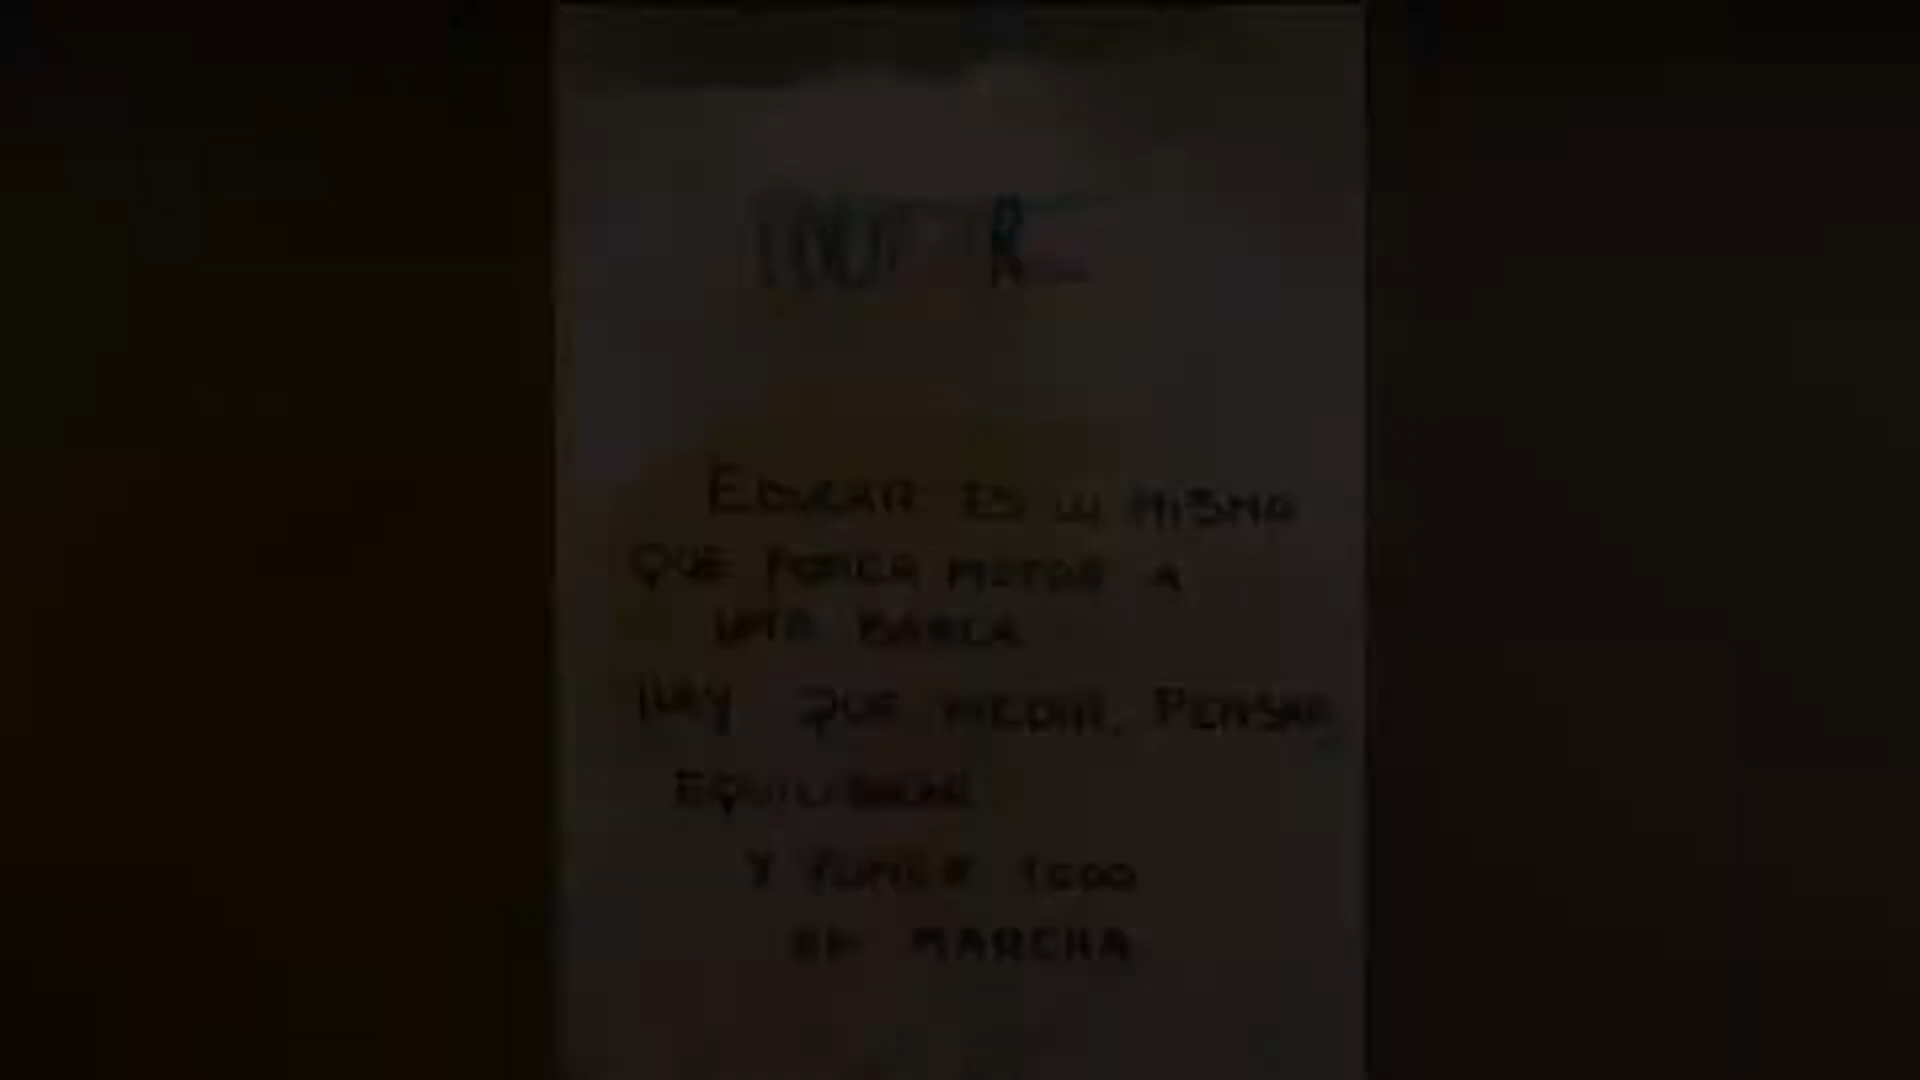 EDUCAR ES LO MISMO
QUE PONER MOTOR A
UNA BARCA
HAY QUE MEDIR, PENSAR,
EQUILIBRAR
Y PONER TODO
EN MARCHA